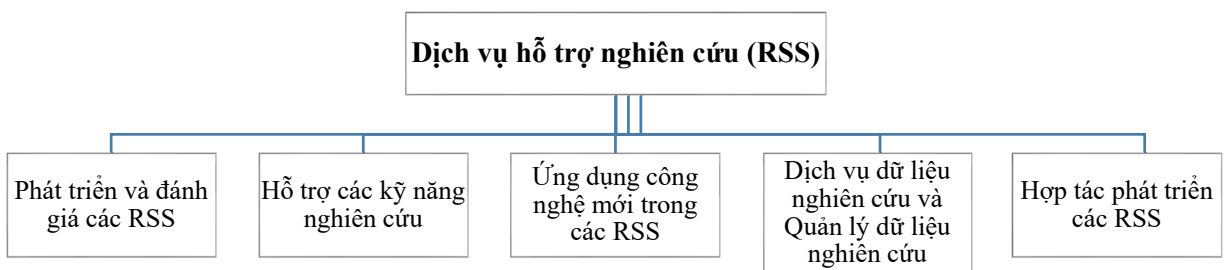 Dịch vụ hỗ trợ nghiên cứu (RSS)
Phát triển và đánh
giá các RSS
Hỗ trợ các kỹ năng
nghiên cứu
Ứng dụng công
nghệ mới trong
các RSS
Dịch vụ dữ liệu
nghiên cứu và
Quản lý dữ liệu
nghiên cứu
Hợp tác phát triển
các RSS